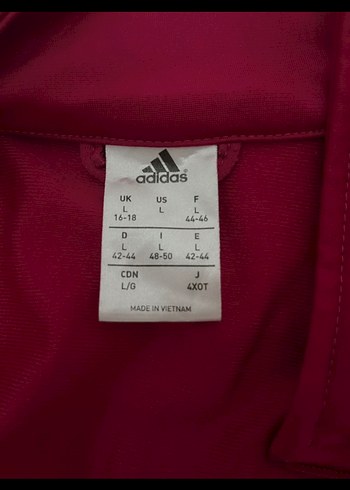 adidas
UK US F
L L L
16-18 44-46
D I E
L L L
42-44 48-50 42-44
CDN J
L/G 4XOT
MADE IN VIETNAM